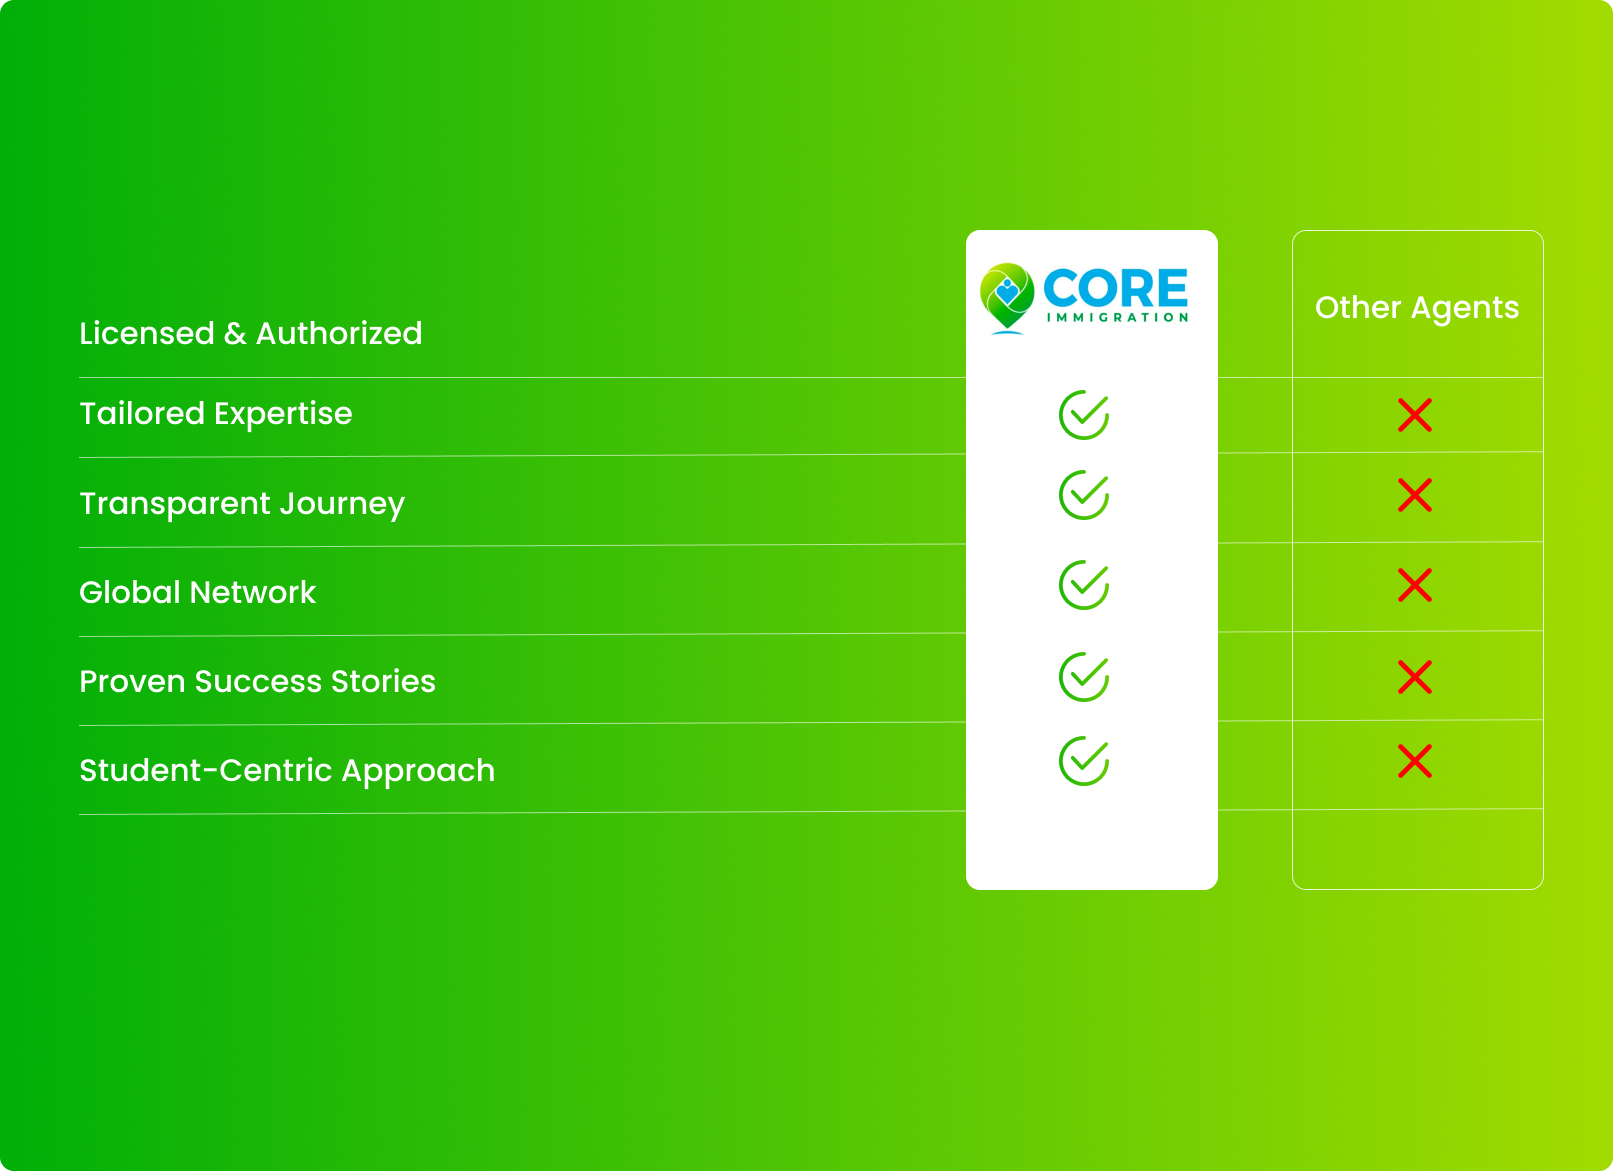 CORE
IMMIGRATION
Other Agents
Licensed & Authorized
Tailored Expertise
Transparent Journey
Global Network
Proven Success Stories
Student-Centric Approach